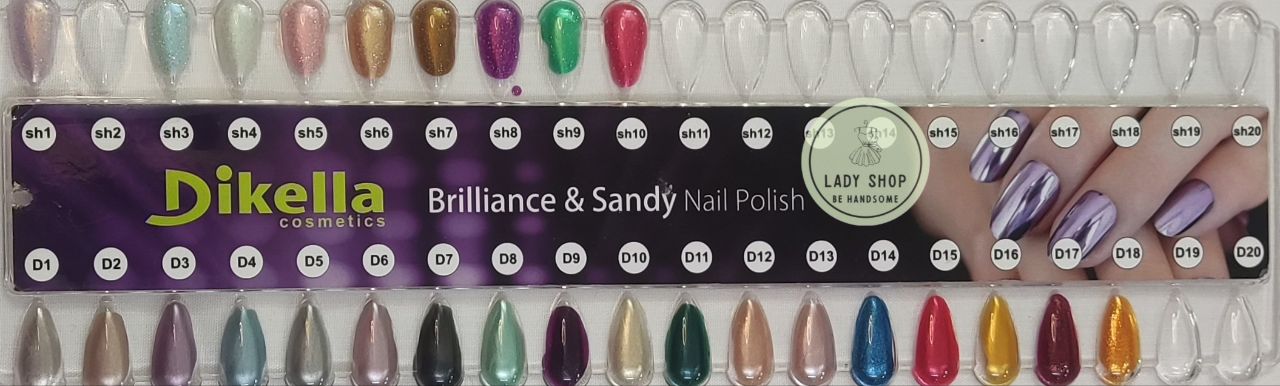 sh1 sh2 sh3 sh4 sh5 sh6 sh7 sh8 sh9 sh10 sh11 sh12 sh13 sh14 sh15 sh16 sh17 sh18 sh19 sh20
Dikella
cosmetics
Brilliance & Sandy Nail Polish
LADY SHOP
BE HANDSOME
D1 D2 D3 D4 D5 D6 D7 D8 D9 D10 D11 D12 D13 D14 D15 D16 D17 D18 D19 D20